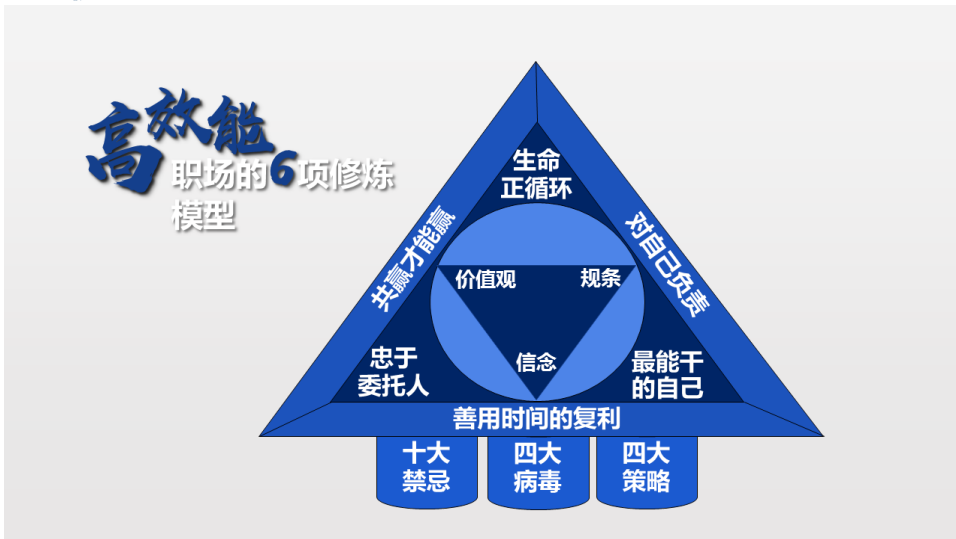 高效能
职场的6项修炼
模型
生命
正循环
共赢才能赢
对自己负责
价值观
规条
信念
忠于
委托人
最能干
的自己
善用时间的复利
十大
禁忌
四大
病毒
四大
策略